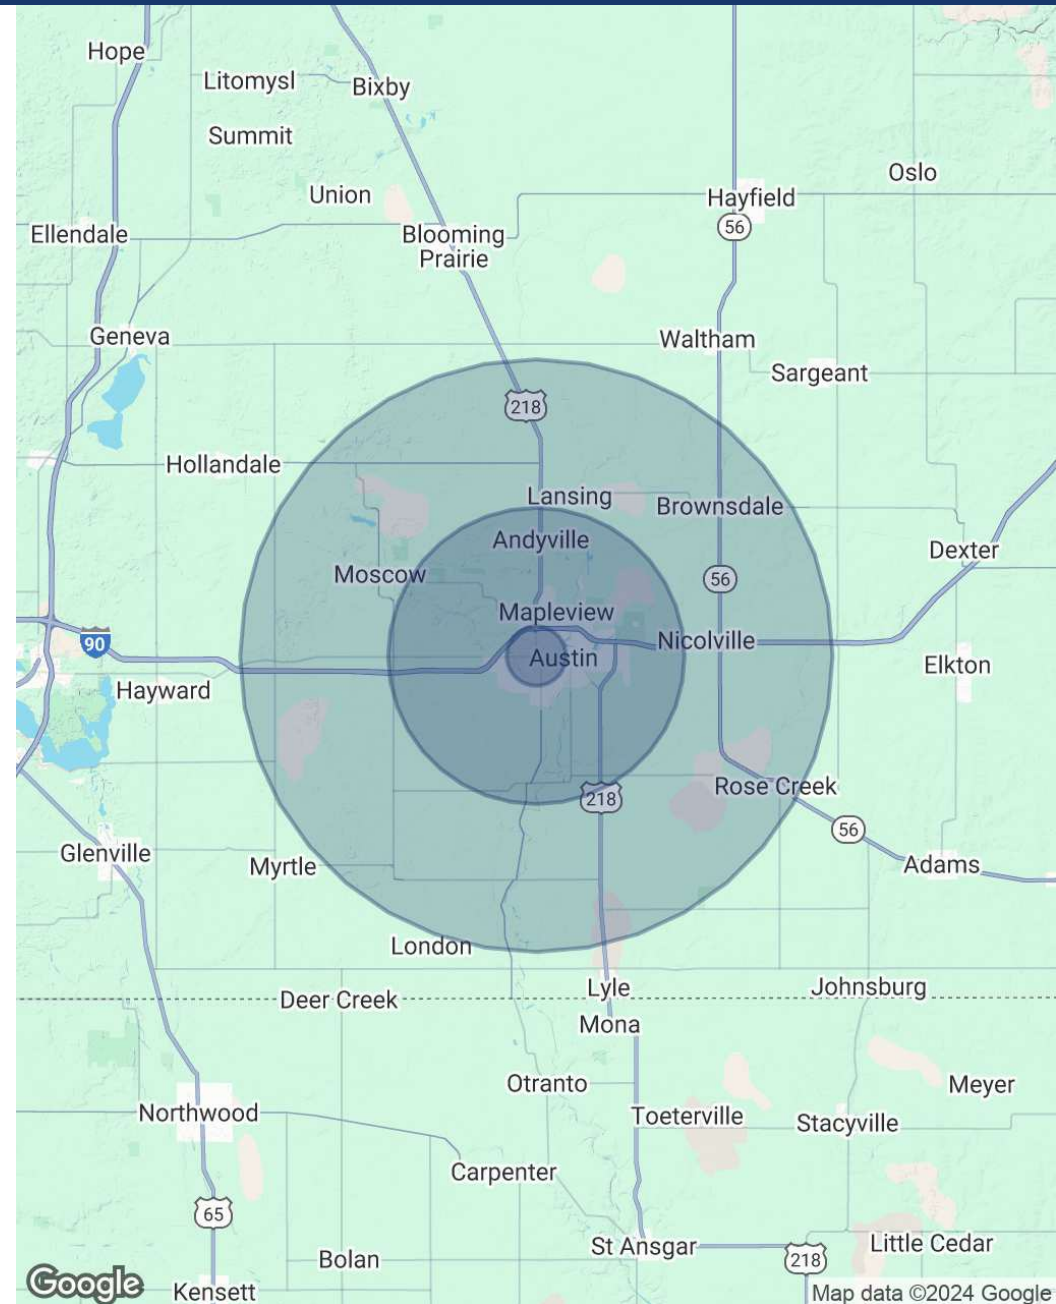 Hope
Litomysl
Bixby
Summit
Oslo
Union
Hayfield
56
Ellendale
Blooming
Prairie
Geneva
Waltham
Sargeant
218
Hollandale
Lansing
Brownsdale
Andyville
Dexter
Moscow
56
Mapleview
90
Nicolville
Austin
Elkton
Hayward
Rose Creek
218
56
Glenville
Myrtle
Adams
London
Lyle
Johnsburg
Deer Creek
Mona
Otranto
Meyer
Northwood
Toeterville
Stacyville
Carpenter
65
St Ansgar
Little Cedar
Bolan
218
Google
Kensett
Map data ©2024 Google